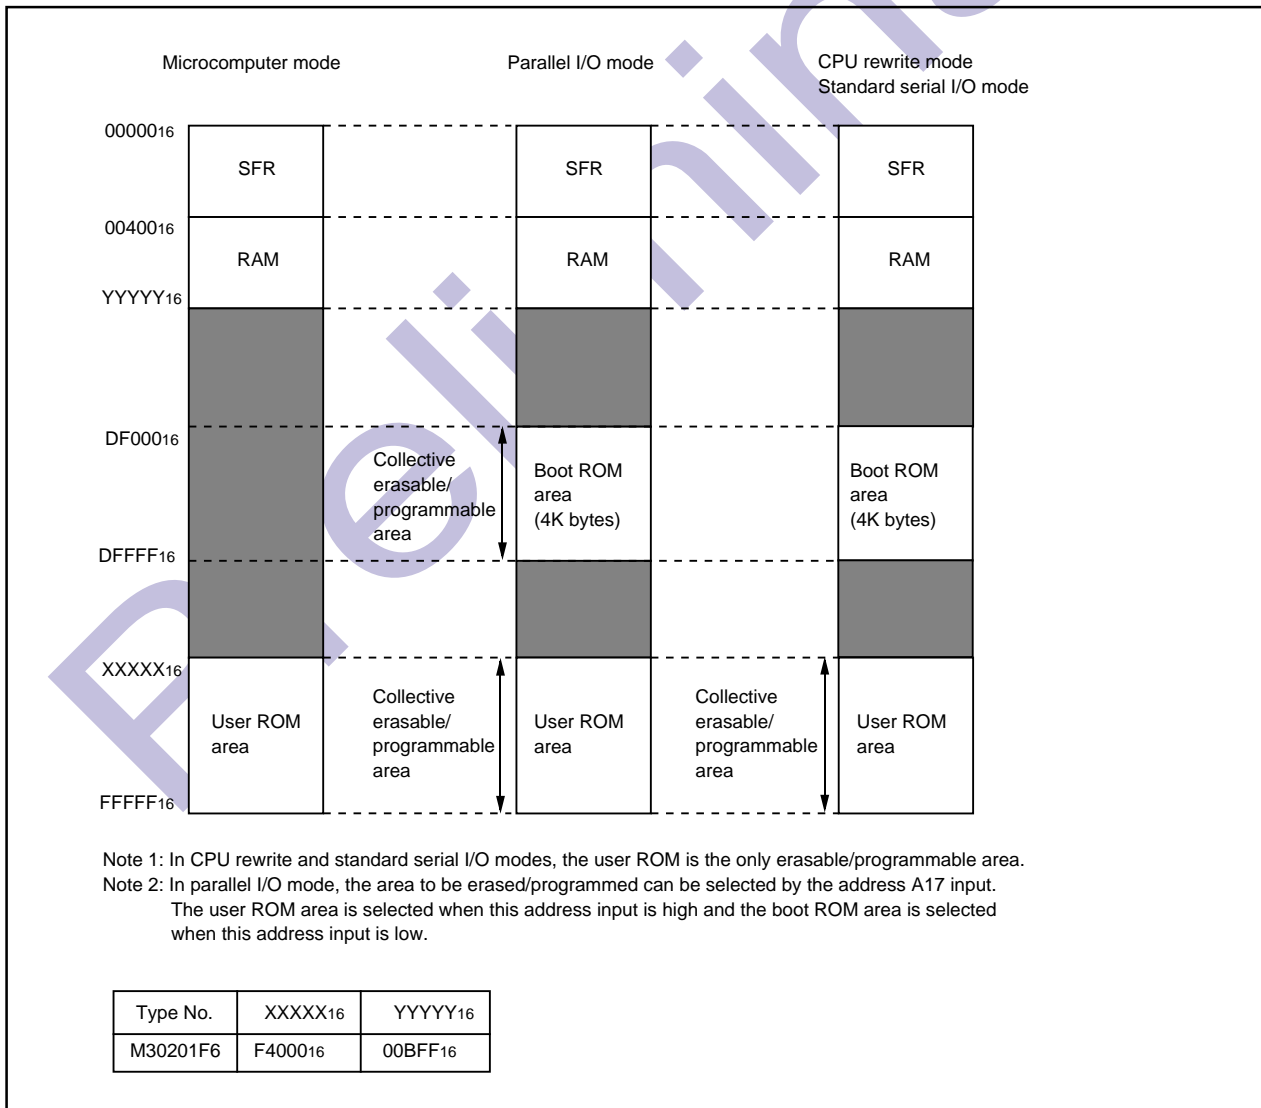 Microcomputer mode
Parallel I/O mode
CPU rewrite mode
Standard serial I/O mode
0000016
SFR
SFR
SFR
0040016
RAM
RAM
RAM
YYYYY16
DF00016
Collective
erasable/
programmable
area
Boot ROM
area
(4K bytes)
Boot ROM
area
(4K bytes)
DFFFF16
XXXXX16
User ROM
area
Collective
erasable/
programmable
area
User ROM
area
Collective
erasable/
programmable
area
User ROM
area
FFFFF16
Note 1: In CPU rewrite and standard serial I/O modes, the user ROM is the only erasable/programmable area.
Note 2: In parallel I/O mode, the area to be erased/programmed can be selected by the address A17 input.
The user ROM area is selected when this address input is high and the boot ROM area is selected
when this address input is low.
Type No. XXXXX16 YYYYY16
M30201F6 F400016 00BFF16